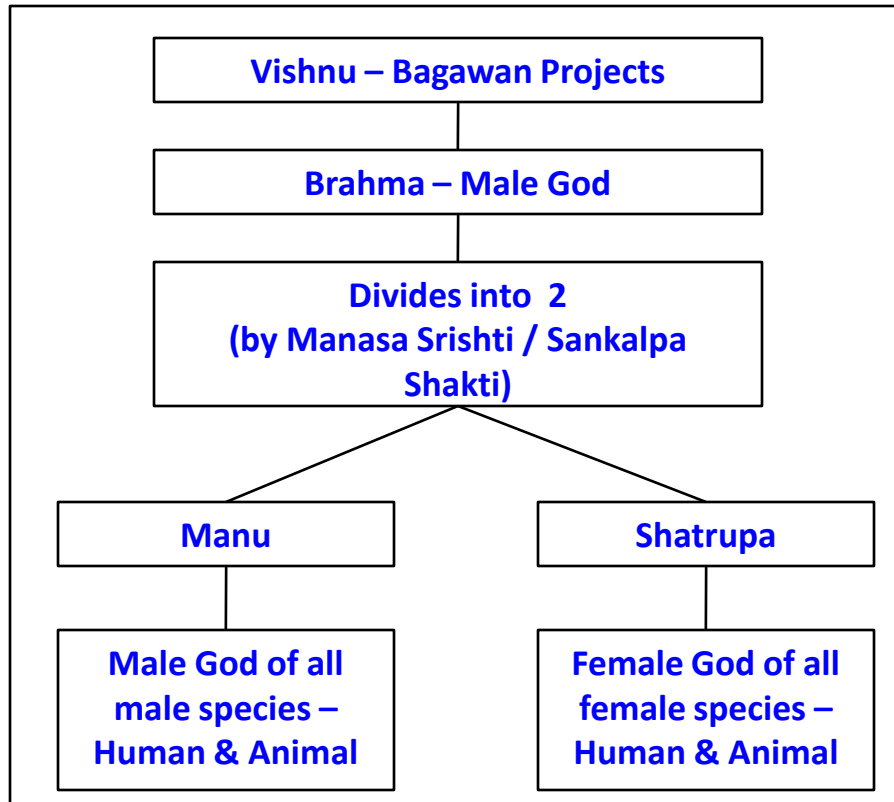 Vishnu – Bagawan Projects
Brahma – Male God
Divides into 2
(by Manasa Srishti / Sankalpa
Shakti)
Manu
Shatrupa
Male God of all
male species –
Human & Animal
Female God of all
female species –
Human & Animal